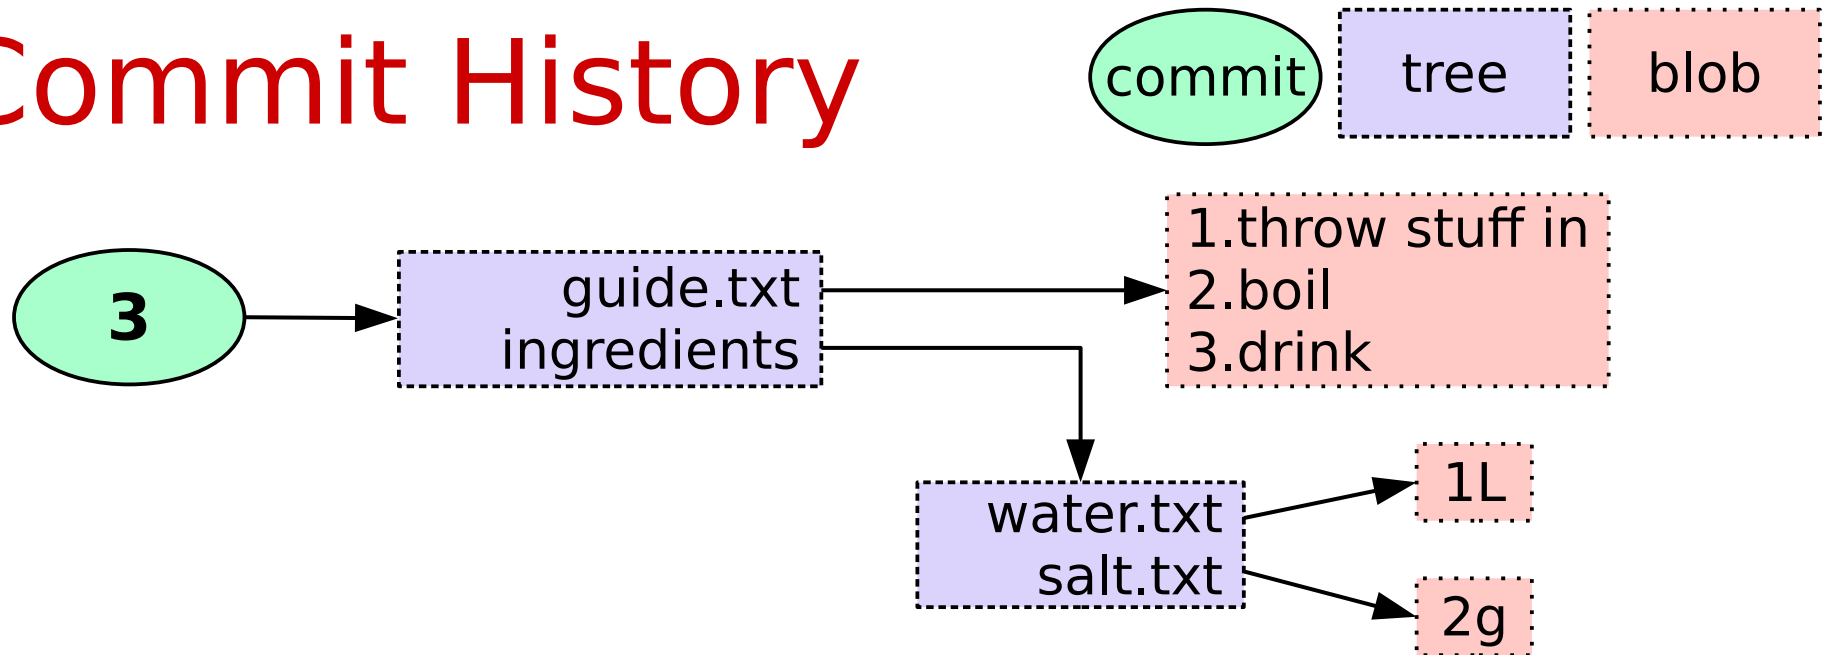 Commit History
commit
tree
blob
3
guide.txt
ingredients
1.throw stuff in
2.boil
3.drink
water.txt
salt.txt
1L
2g